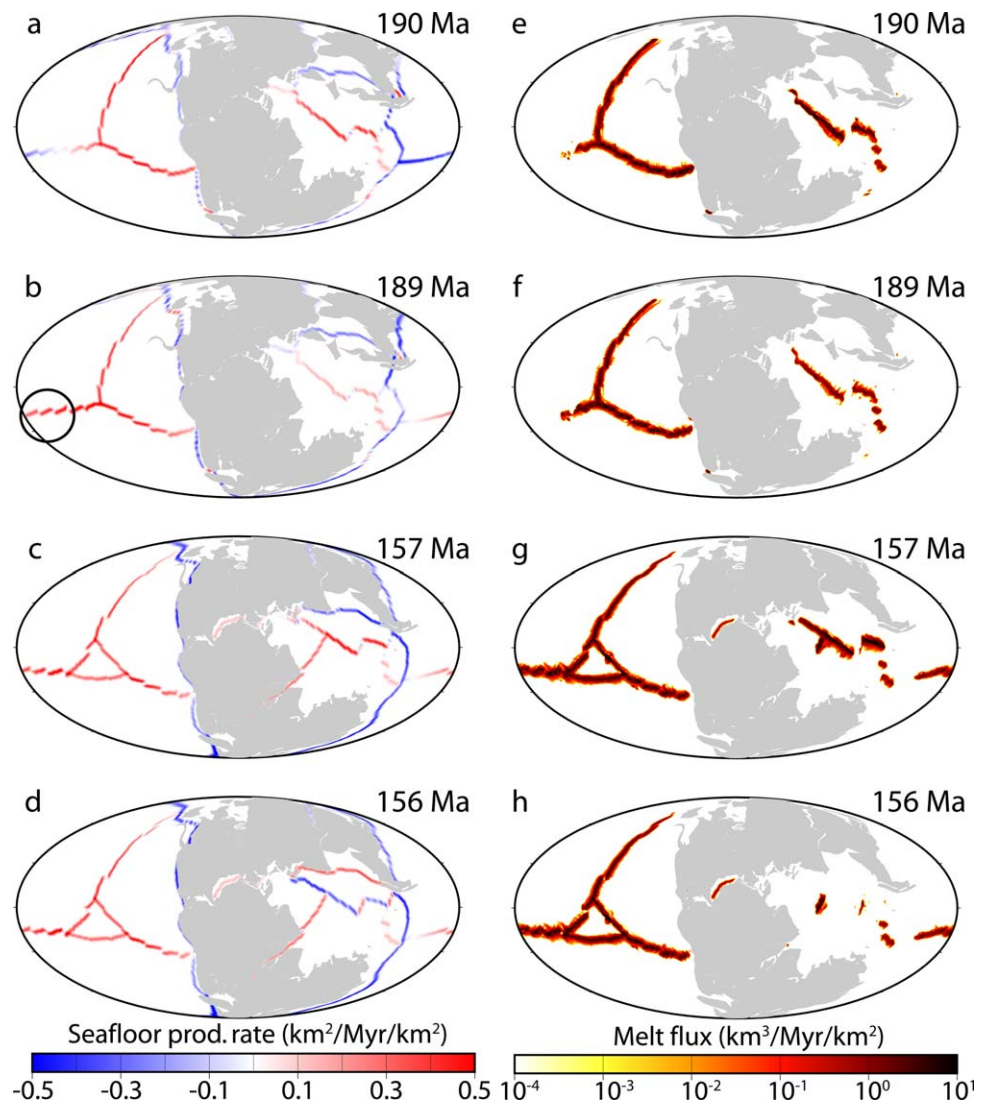 a 190 Ma e 190 Ma
b 189 Ma f 189 Ma
c 157 Ma g 157 Ma
d 156 Ma h 156 Ma
Seafloor prod. rate (km²/Myr/km²) Melt flux (km³/Myr/km²)
-0.5 -0.3 -0.1 0.1 0.3 0.5 10⁻⁴ 10⁻³ 10⁻² 10⁻¹ 10⁰ 10¹